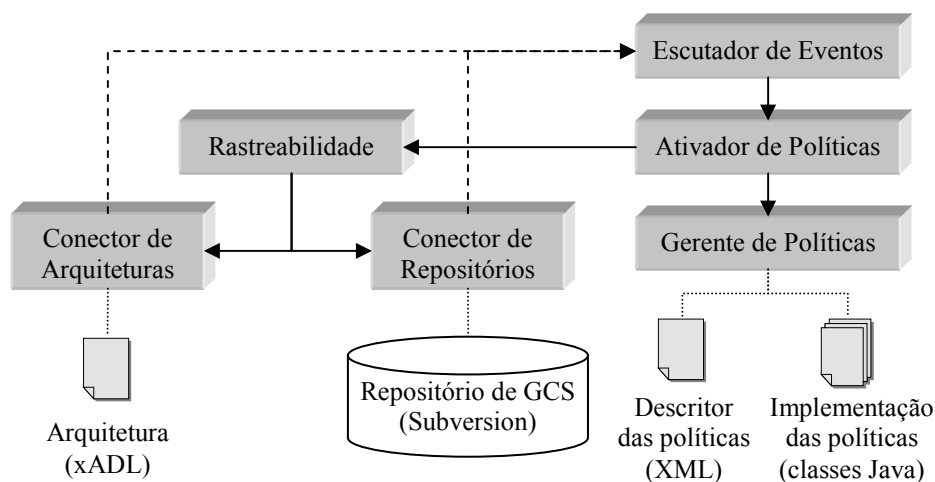 Escutador de Eventos
Rastreabilidade
Ativador de Políticas
Conector de
Arquiteturas
Conector de
Repositórios
Gerente de Políticas
Arquitetura
(xADL)
Repositório de GCS
(Subversion)
Descritor
das políticas
(XML)
Implementação
das políticas
(classes Java)